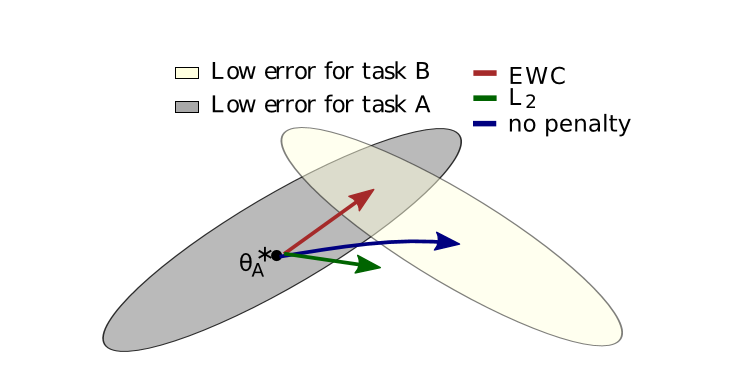 Low error for task B
Low error for task A
EWC
L2
no penalty
θA*